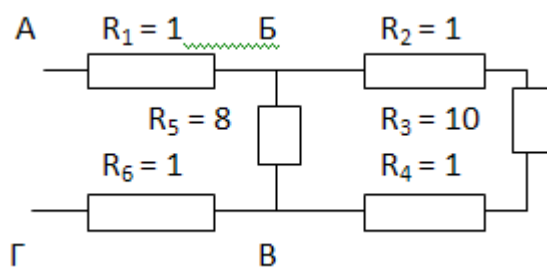 А R₁ = 1 Б R₂ = 1
R₅ = 8 R₃ = 10
R₆ = 1 R₄ = 1
Г В